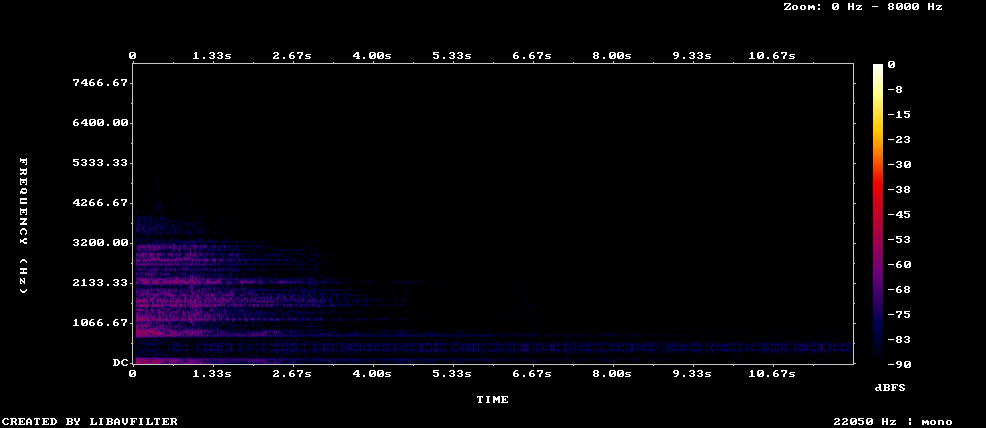 Zoom: 0 Hz - 8000 Hz
0 1.33s 2.67s 4.00s 5.33s 6.67s 8.00s 9.33s 10.67s
7466.67
6400.00
5333.33
4266.67
3200.00
2133.33
1066.67
DC
FREQUENCY (Hz)
0
-8
-15
-23
-30
-38
-45
-53
-60
-68
-75
-83
-90
dBFS
0 1.33s 2.67s 4.00s 5.33s 6.67s 8.00s 9.33s 10.67s
TIME
CREATED BY LIBAVFILTER
22050 Hz | mono